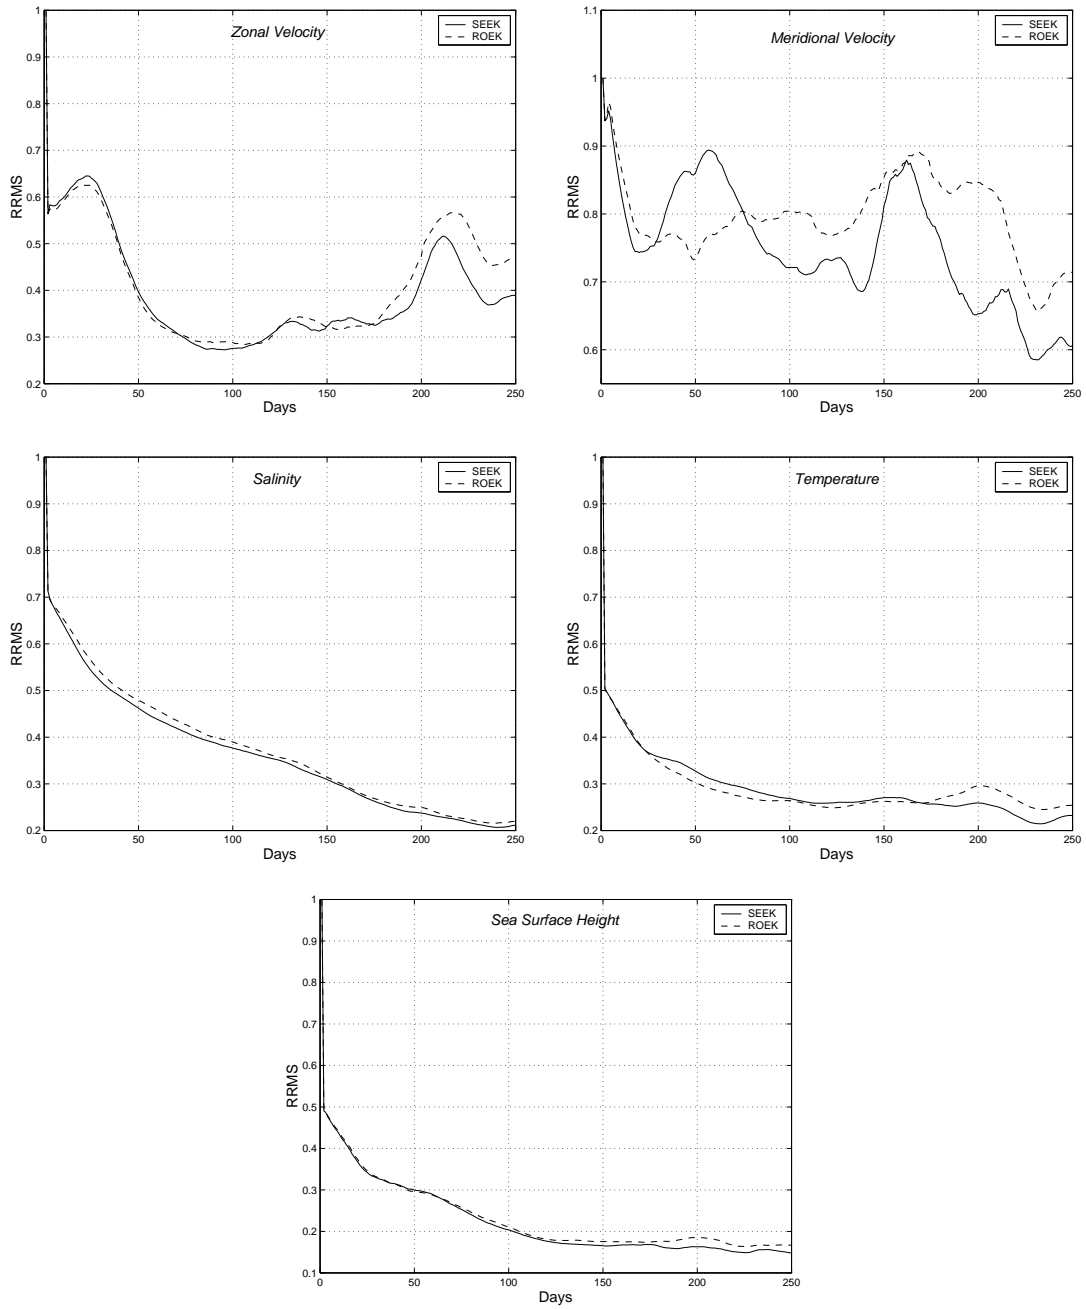 Zonal Velocity
SEEK
ROEK
1
0.9
0.8
0.7
0.6
0.5
0.4
0.3
0.2
RRMS
0 50 100 150 200 250
Days
Meridional Velocity
SEEK
ROEK
1.1
1
0.9
0.8
0.7
0.6
RRMS
0 50 100 150 200 250
Days
Salinity
SEEK
ROEK
1
0.9
0.8
0.7
0.6
0.5
0.4
0.3
0.2
RRMS
0 50 100 150 200 250
Days
Temperature
SEEK
ROEK
1
0.9
0.8
0.7
0.6
0.5
0.4
0.3
0.2
RRMS
0 50 100 150 200 250
Days
Sea Surface Height
SEEK
ROEK
1
0.9
0.8
0.7
0.6
0.5
0.4
0.3
0.2
0.1
RRMS
0 50 100 150 200 250
Days